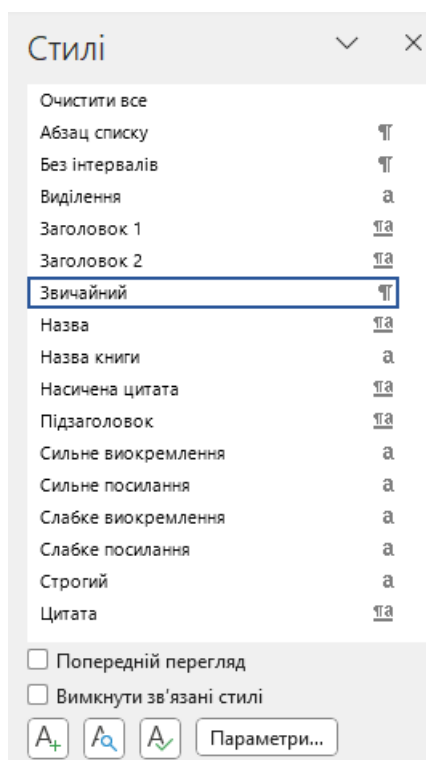 Стилі
Очистити все
Абзац списку ¶
Без інтервалів ¶
Виділення a
Заголовок 1 ¶a
Заголовок 2 ¶a
Звичайний ¶
Назва ¶a
Назва книги a
Насичена цитата ¶a
Підзаголовок ¶a
Сильне виокремлення a
Сильне посилання a
Слабке виокремлення a
Слабке посилання a
Строгий a
Цитата ¶a
Попередній перегляд
Вимкнути зв'язані стилі
Параметри...